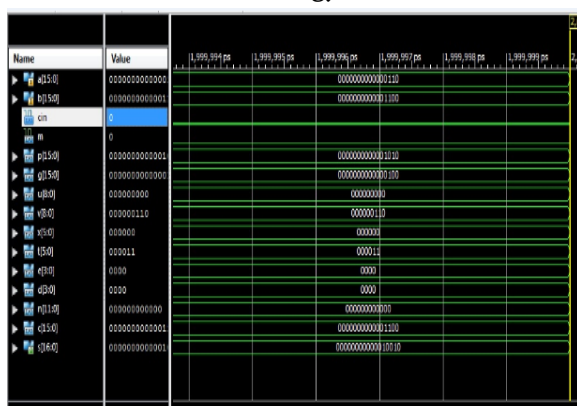 2,
Name Value |1,999,994 ps |1,999,995 ps |1,999,996 ps |1,999,997 ps |1,999,998 ps |1,999,999 ps 2,
a[15:0] 0000000000000 0000000000000110
b[15:0] 0000000000001 0000000000001100
cin 0
m 0
p[15:0] 0000000000001 0000000000001010
g[15:0] 0000000000000 0000000000000100
u[8:0] 000000000 000000000
v[8:0] 000000110 000000110
x[5:0] 000000 000000
t[5:0] 000011 000011
e[3:0] 0000 0000
d[3:0] 0000 0000
n[11:0] 000000000000 000000000000
c[15:0] 0000000000001 0000000000001100
s[16:0] 0000000000001 00000000000010010